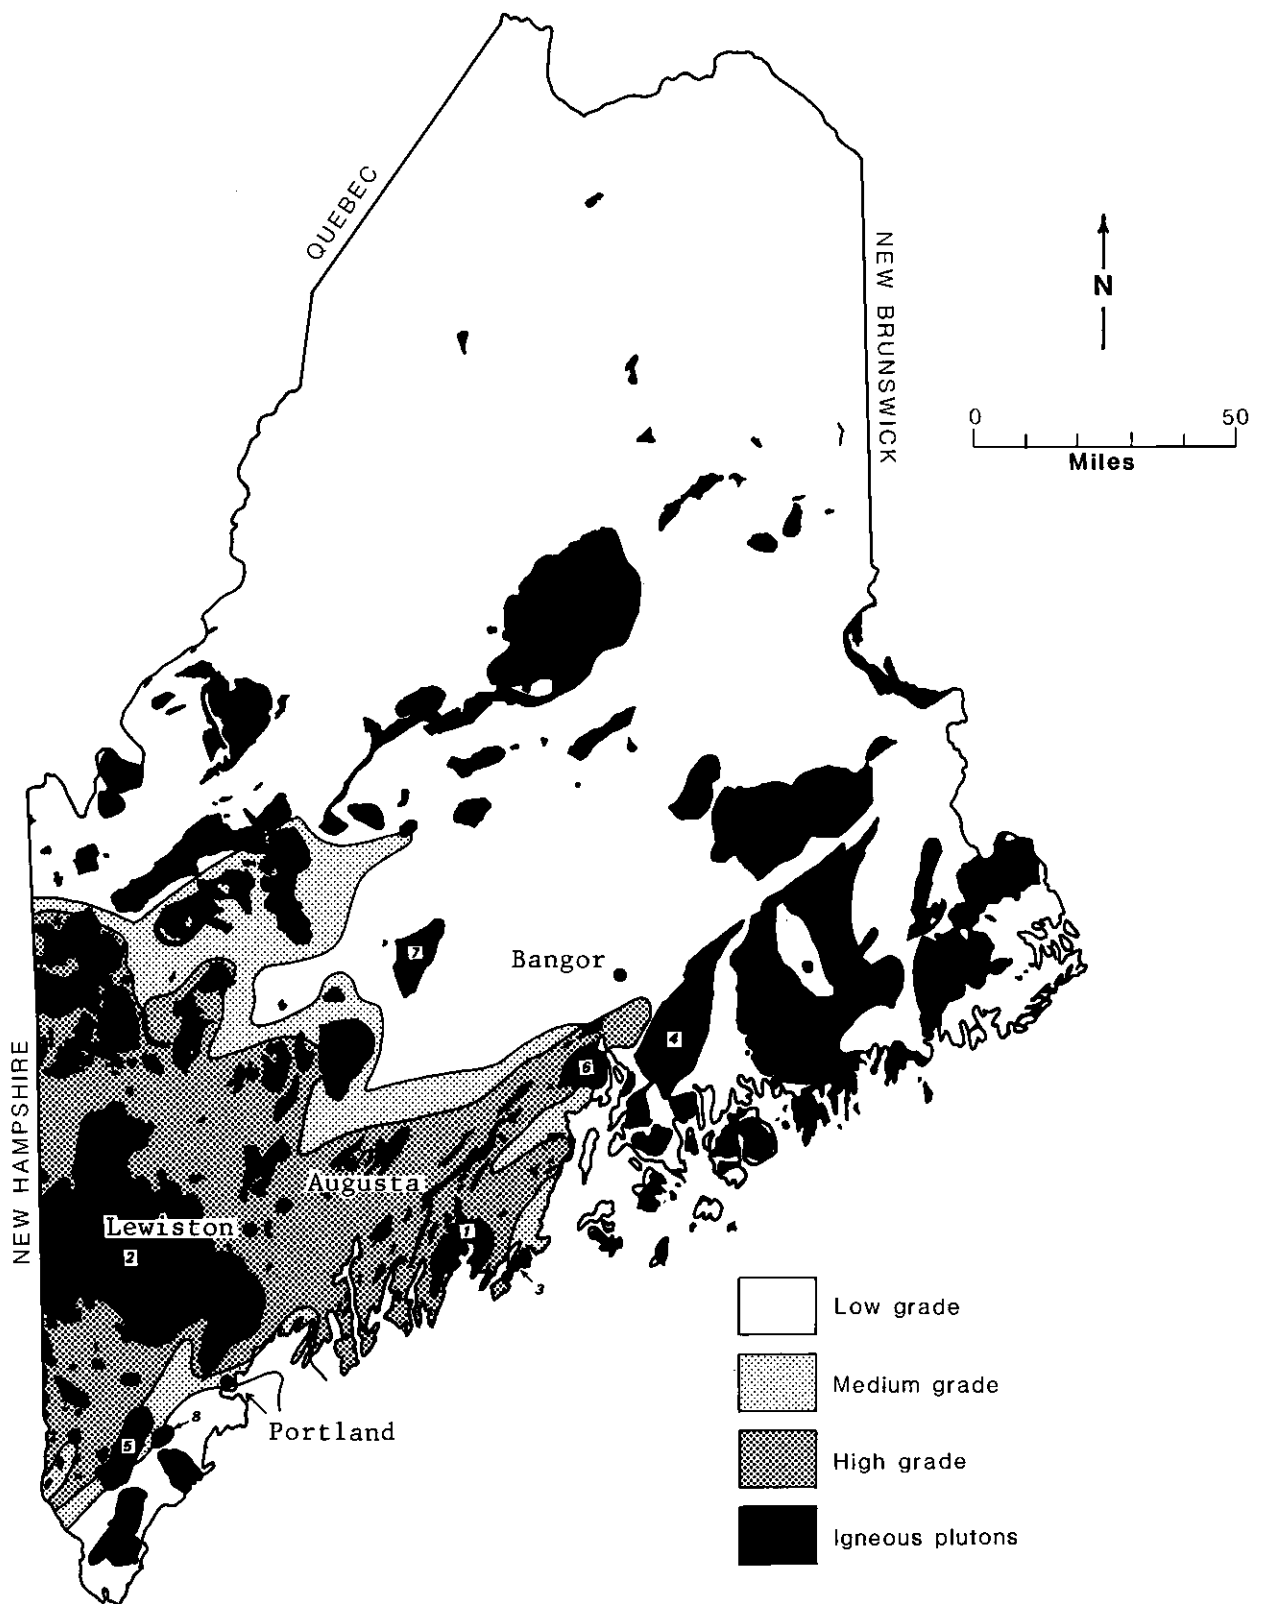 QUEBEC
NEW BRUNSWICK
N
0 50
Miles
7
Bangor
4
6
NEW HAMPSHIRE
Augusta
Lewiston
1
2
3
Low grade
Medium grade
8
Portland
5
High grade
Igneous plutons